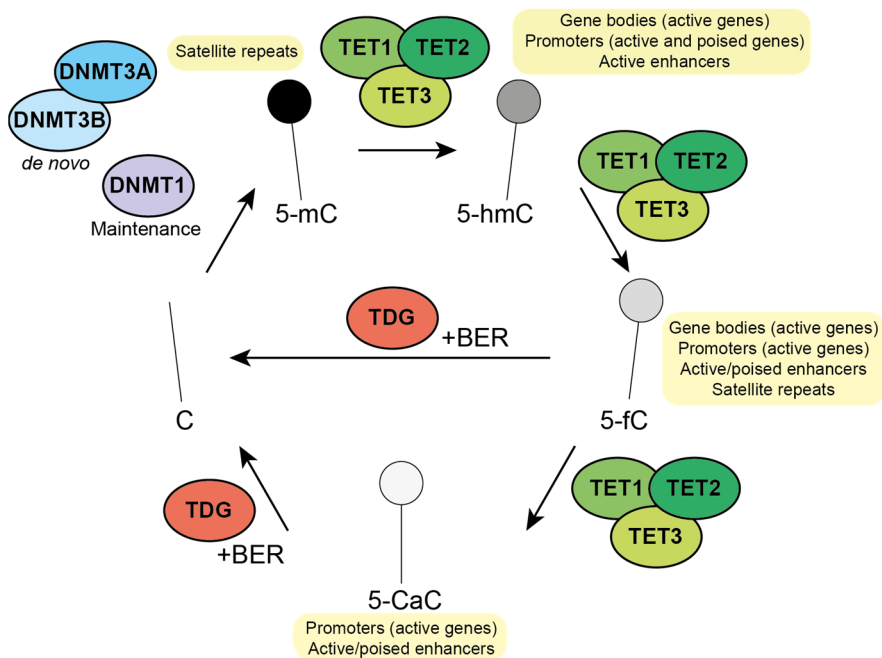 DNMT3A
DNMT3B
de novo
DNMT1
Maintenance
Satellite repeats
5-mC
TET1
TET2
TET3
Gene bodies (active genes)
Promoters (active and poised genes)
Active enhancers
5-hmC
TET1
TET2
TET3
Gene bodies (active genes)
Promoters (active genes)
Active/poised enhancers
Satellite repeats
5-fC
TDG
+BER
C
TET1
TET2
TET3
TDG
+BER
5-CaC
Promoters (active genes)
Active/poised enhancers